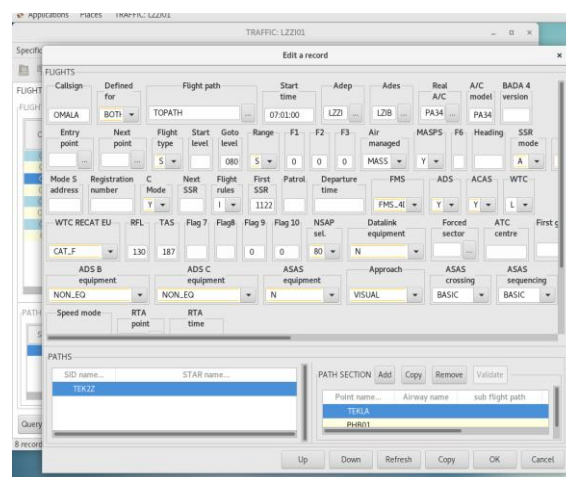 Applications Places TRAFFIC: LZZI01
TRAFFIC: LZZI01
Specific
Edit a record
FLIGHTS
Callsign Defined for Flight path Start time Adep Ades Real A/C A/C model BADA 4 version
OMALA BOTH TOPATH ... 07:01:00 LZZI ... LZIB ... PA34 ... PA34
Entry point Next point Flight type Start level Goto level Range F1 F2 F3 Air managed MASPS F6 Heading SSR mode
... ... S 080 S 0 0 0 MASS Y A
Mode S address Registration number C Mode Next SSR Flight rules First SSR Patrol Departure time FMS ADS ACAS WTC
Y I 1122 FMS_4D Y Y L
WTC RECAT EU RFL TAS Flag 7 Flag8 Flag 9 Flag 10 NSAP sel. Datalink equipment Forced sector ATC centre First
CAT_F 130 187 0 0 80 N ...
ADS B equipment ADS C equipment ASAS equipment Approach ASAS crossing ASAS sequencing
NON_EQ NON_EQ N VISUAL BASIC BASIC
Speed mode RTA point RTA time
PATHS
SID name... STAR name...
TEK2Z
PATH SECTION Add Copy Remove Validate
Point name... Airway name sub flight path
TEKLA
PHB01
Query
8 record
Up Down Refresh Copy OK Cancel